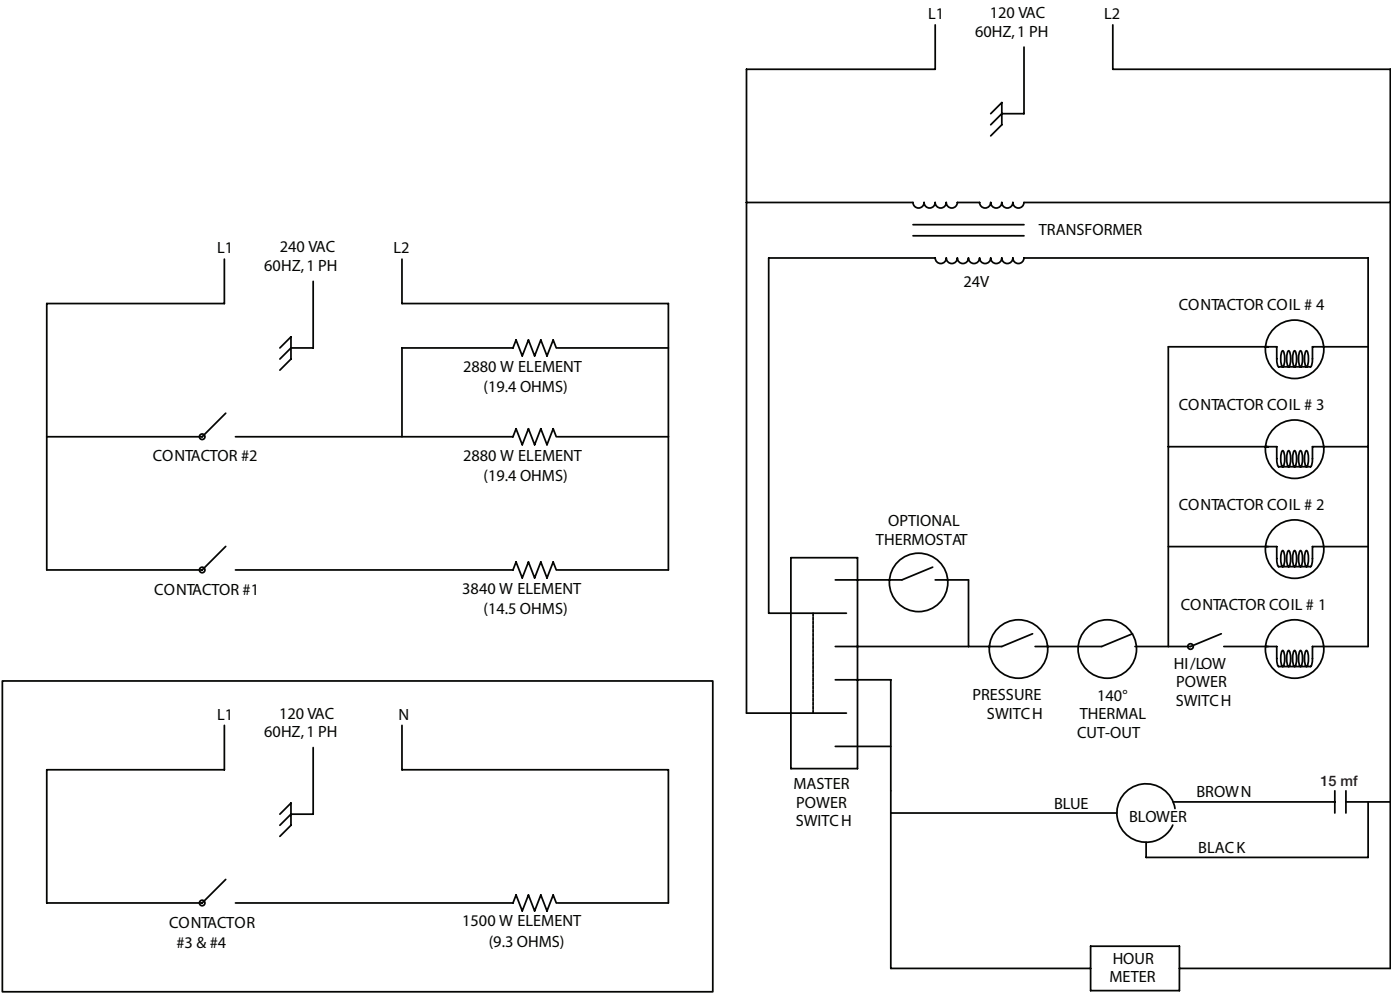 L1
120 VAC
60HZ, 1 PH
L2
TRANSFORMER
24V
L1
240 VAC
60HZ, 1 PH
L2
2880 W ELEMENT
(19.4 OHMS)
CONTACTOR #2
2880 W ELEMENT
(19.4 OHMS)
CONTACTOR #1
3840 W ELEMENT
(14.5 OHMS)
CONTACTOR COIL # 4
CONTACTOR COIL # 3
CONTACTOR COIL # 2
CONTACTOR COIL # 1
OPTIONAL
THERMOSTAT
PRESSURE
SWITCH
140°
THERMAL
CUT-OUT
HI/LOW
POWER
SWITCH
MASTER
POWER
SWITCH
BLUE
BLOWER
BROWN
15 mf
BLACK
HOUR
METER
L1
120 VAC
60HZ, 1 PH
N
CONTACTOR
#3 & #4
1500 W ELEMENT
(9.3 OHMS)